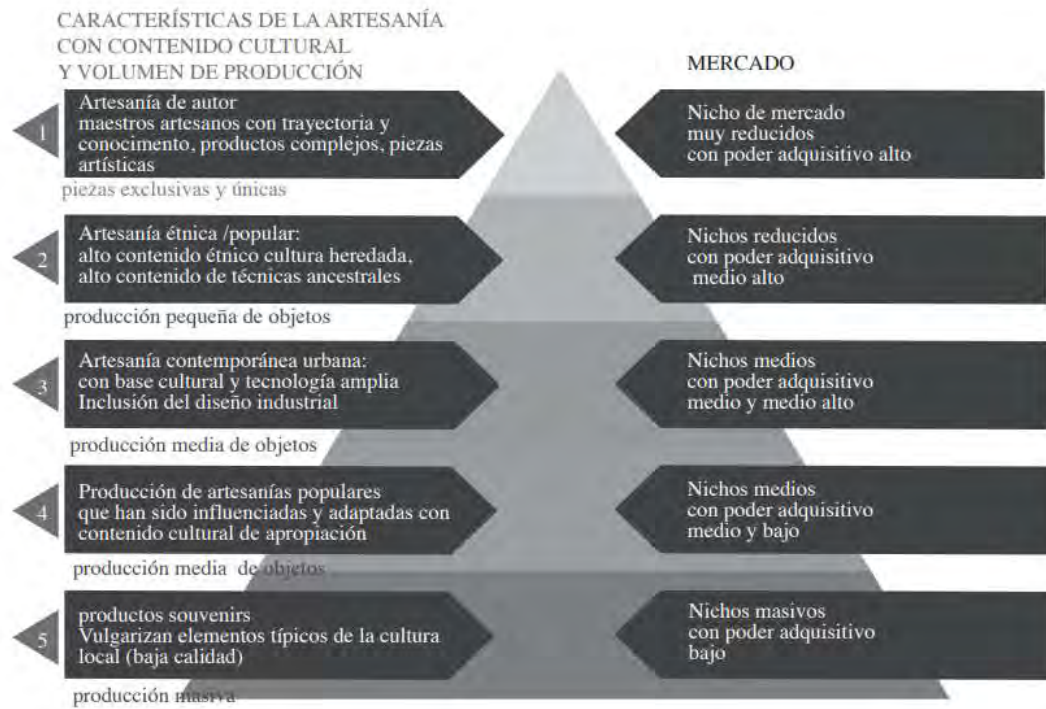 CARACTERÍSTICAS DE LA ARTESANÍA
CON CONTENIDO CULTURAL
Y VOLUMEN DE PRODUCCIÓN
MERCADO
1
Artesanía de autor
maestros artesanos con trayectoria y
conocimiento, productos complejos, piezas
artísticas
piezas exclusivas y únicas
Nicho de mercado
muy reducidos
con poder adquisitivo alto
2
Artesanía étnica /popular:
alto contenido étnico cultura heredada,
alto contenido de técnicas ancestrales
producción pequeña de objetos
Nichos reducidos
con poder adquisitivo
medio alto
3
Artesanía contemporánea urbana:
con base cultural y tecnología amplia
Inclusión del diseño industrial
producción media de objetos
Nichos medios
con poder adquisitivo
medio y medio alto
4
Producción de artesanías populares
que han sido influenciadas y adaptadas con
contenido cultural de apropiación
producción media de objetos
Nichos medios
con poder adquisitivo
medio y bajo
5
productos souvenirs
Vulgarizan elementos típicos de la cultura
local (baja calidad)
producción masiva
Nichos masivos
con poder adquisitivo
bajo